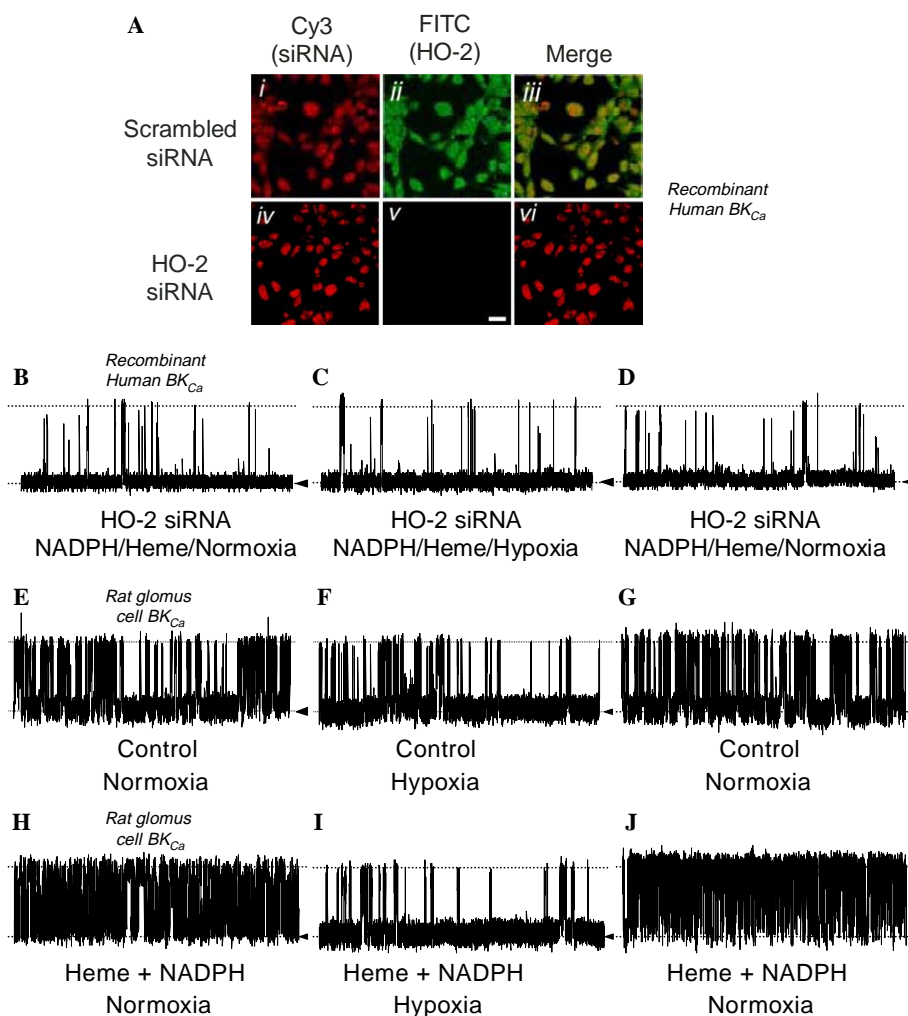 A
Cy3
(siRNA)
FITC
(HO-2)
Merge
Scrambled
siRNA
i
ii
iii
HO-2
siRNA
iv
v
vi
Recombinant
Human BKCa
B
Recombinant
Human BKCa
C
D
HO-2 siRNA
NADPH/Heme/Normoxia
HO-2 siRNA
NADPH/Heme/Hypoxia
HO-2 siRNA
NADPH/Heme/Normoxia
E
Rat glomus
cell BKCa
F
G
Control
Normoxia
Control
Hypoxia
Control
Normoxia
H
Rat glomus
cell BKCa
I
J
Heme + NADPH
Normoxia
Heme + NADPH
Hypoxia
Heme + NADPH
Normoxia